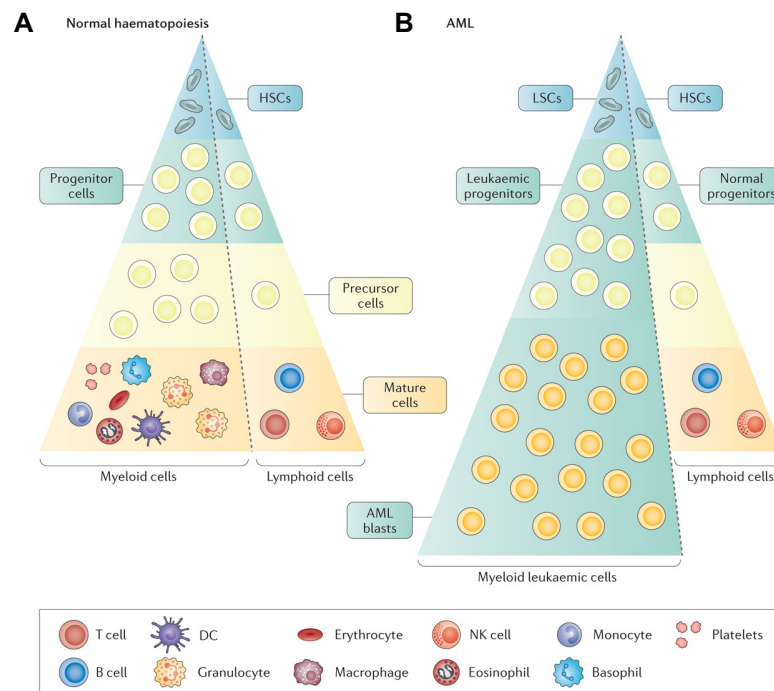 A
Normal haematopoiesis
HSCs
Progenitor
cells
Precursor
cells
Mature
cells
Myeloid cells
Lymphoid cells
B
AML
LSCs
HSCs
Leukaemic
progenitors
Normal
progenitors
AML
blasts
Lymphoid cells
Myeloid leukaemic cells
T cell
DC
Erythrocyte
NK cell
Monocyte
Platelets
B cell
Granulocyte
Macrophage
Eosinophil
Basophil